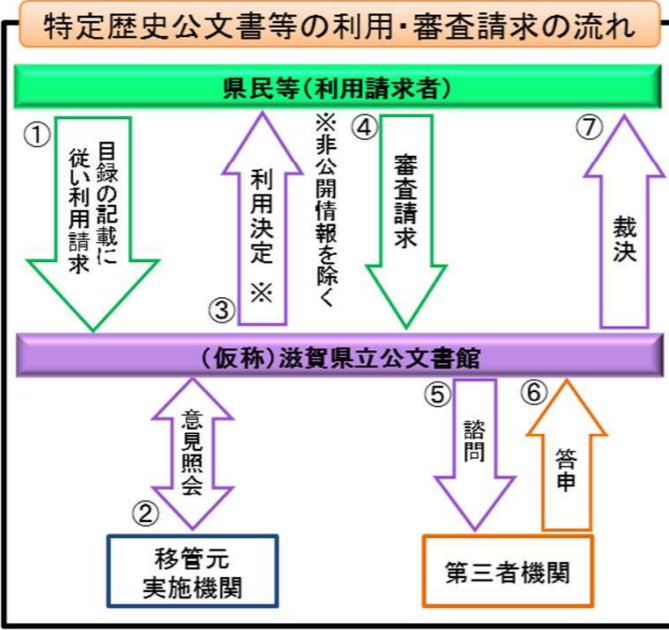 特定歴史公文書等の利用・審査請求の流れ
県民等（利用請求者）
①
目録の記載に
従い利用請求
利用決定 ※
③
※非公開情報を除く
④
審査請求
⑦
裁決
（仮称）滋賀県立公文書館
意見照会
②
⑤
諮問
⑥
答申
移管元
実施機関
第三者機関